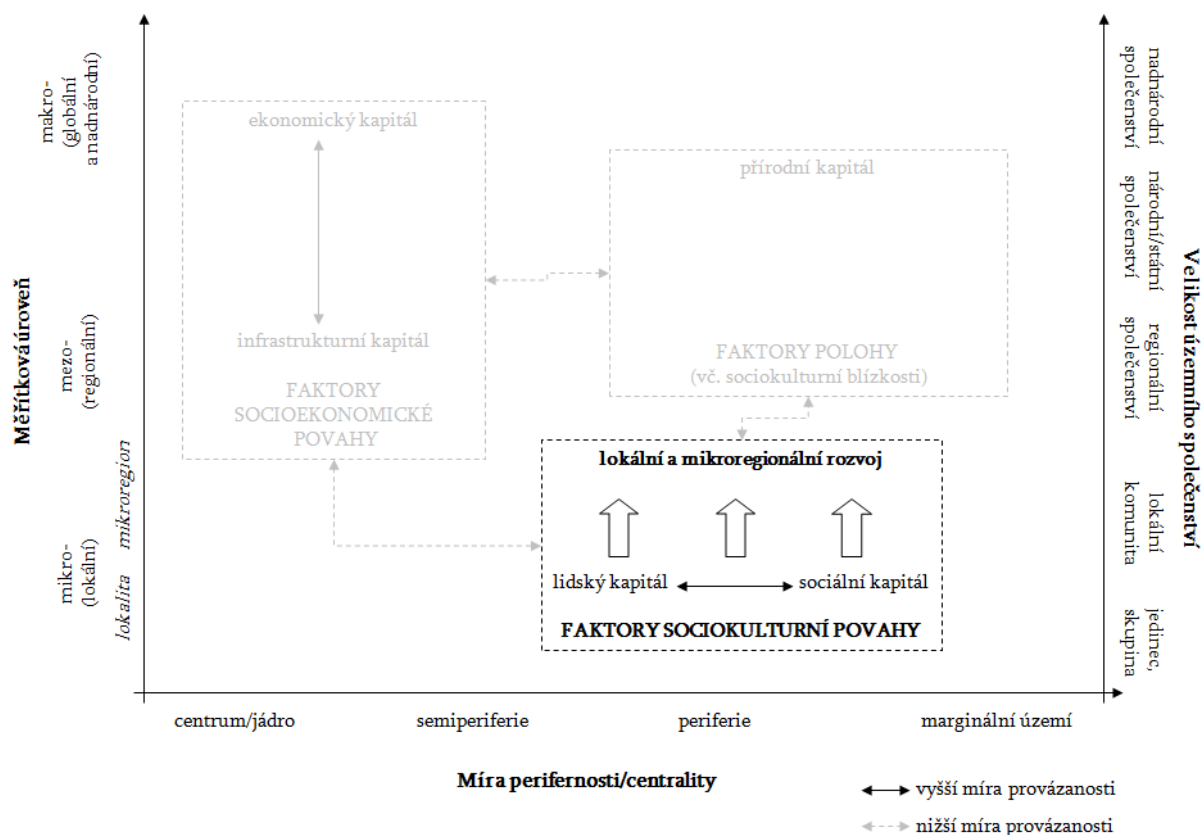 makro-
(globální
a nadnárodní)
mezo-
(regionální)
mikro-
(lokální)
mikroregion
lokalita
Měřítková úroveň
ekonomický kapitál
infrastrukturní kapitál
FAKTORY
SOCIOEKONOMICKÉ
POVAHY
přírodní kapitál
FAKTORY POLOHY
(vč. sociokulturní blízkosti)
lokální a mikroregionální rozvoj
lidský kapitál
sociální kapitál
FAKTORY SOCIOKULTURNÍ POVAHY
nadnárodní
společenství
národní/státní
společenství
regionální
společenství
lokální
komunita
jedinec,
skupina
Velikost územního společenství
centrum/jádro
semiperiferie
periferie
marginální území
Míra perifernosti/centrality
vyšší míra provázanosti
nižší míra provázanosti